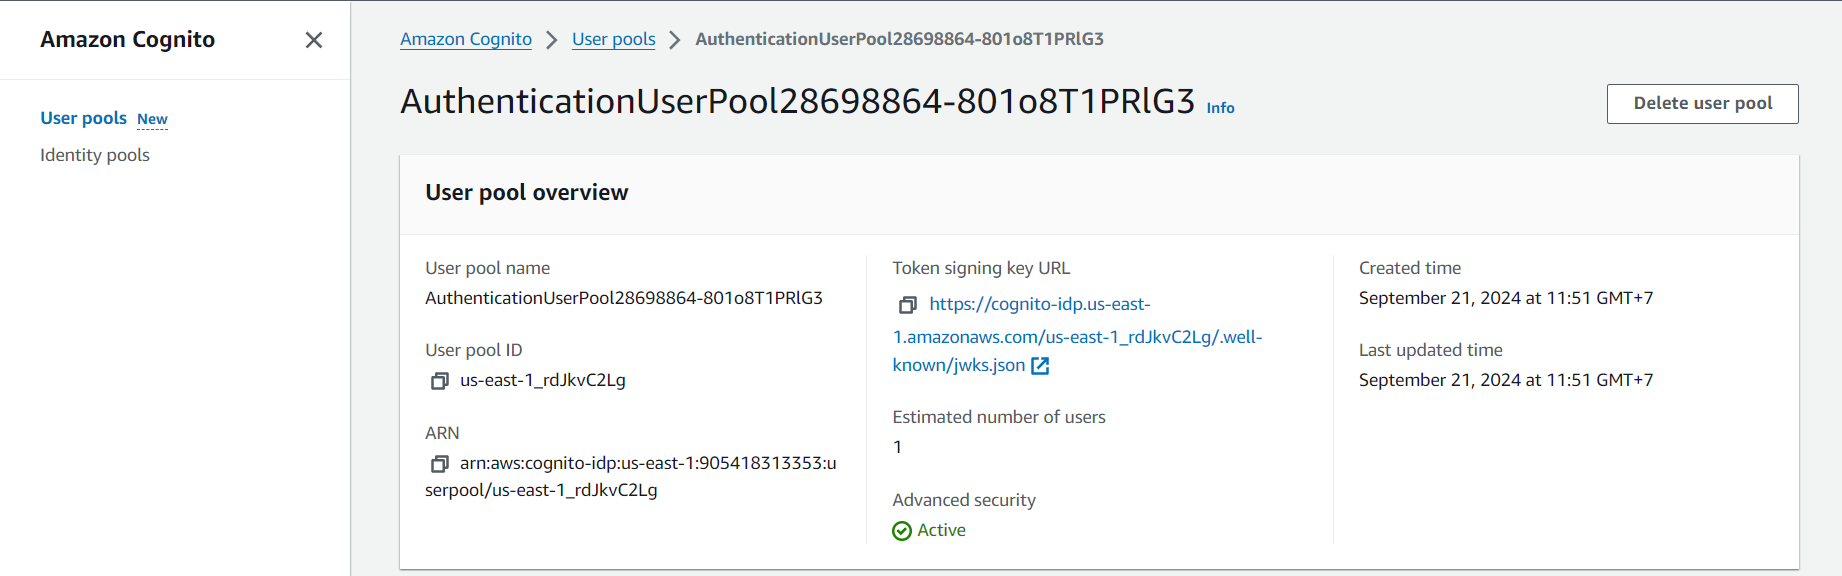 Amazon Cognito
User pools New
Identity pools
Amazon Cognito > User pools > AuthenticationUserPool28698864-801o8T1PRlG3
AuthenticationUserPool28698864-801o8T1PRlG3 Info
Delete user pool
User pool overview
User pool name
AuthenticationUserPool28698864-801o8T1PRlG3
User pool ID
us-east-1_rdJkvC2Lg
ARN
arn:aws:cognito-idp:us-east-1:905418313353:u
serpool/us-east-1_rdJkvC2Lg
Token signing key URL
https://cognito-idp.us-east-
1.amazonaws.com/us-east-1_rdJkvC2Lg/.well-
known/jwks.json
Estimated number of users
1
Advanced security
Active
Created time
September 21, 2024 at 11:51 GMT+7
Last updated time
September 21, 2024 at 11:51 GMT+7